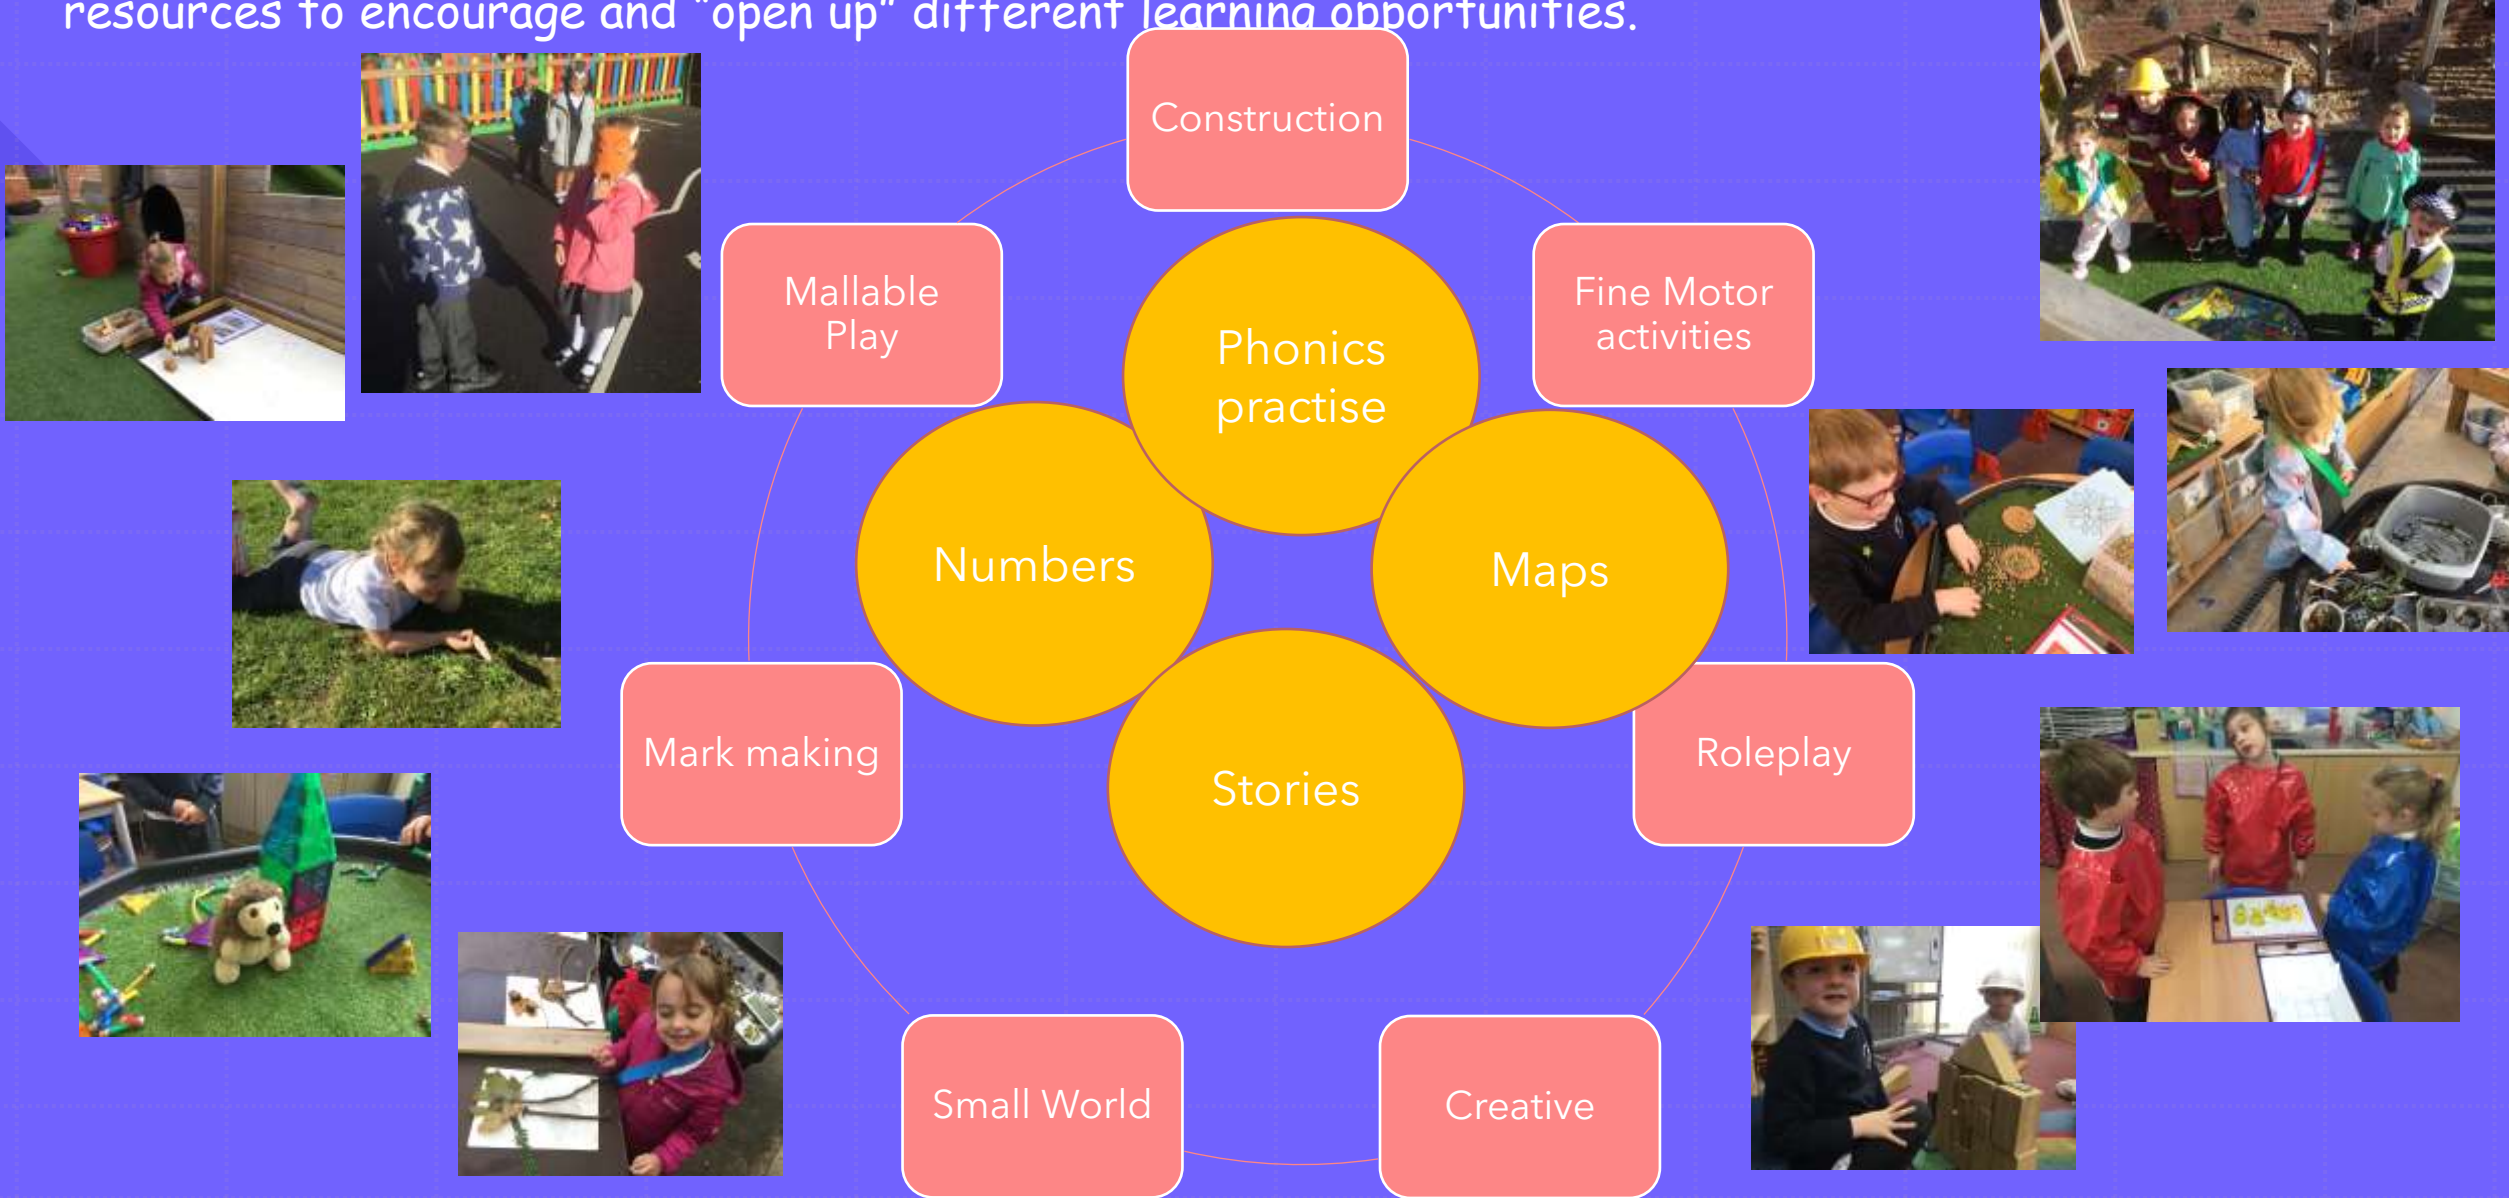 resources to encourage and "open up" different learning opportunities.
Construction
Mallable
Play
Fine Motor
activities
Phonics
practise
Numbers
Maps
Mark making
Roleplay
Stories
Small World
Creative